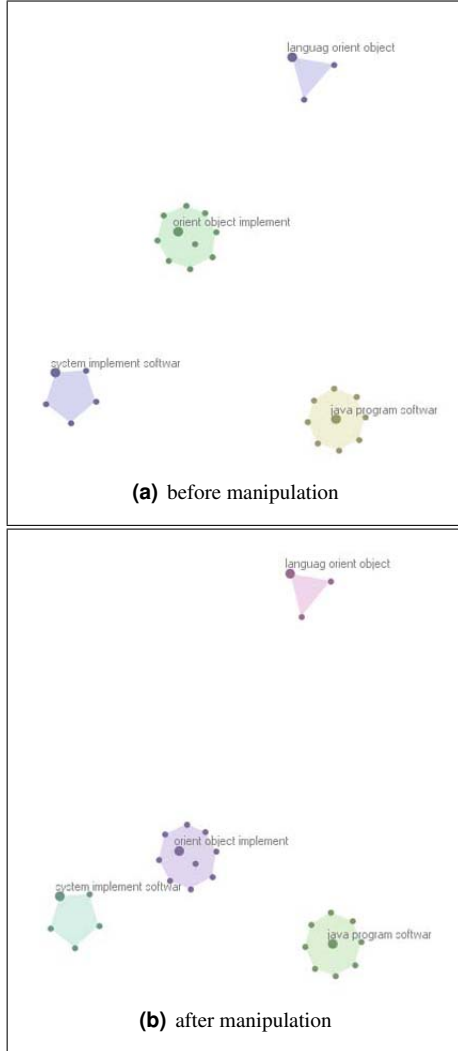 languag orient object
orient object implement
system implement softwar
java program softwar
(a) before manipulation
languag orient object
orient object implement
system implement softwar
java program softwar
(b) after manipulation